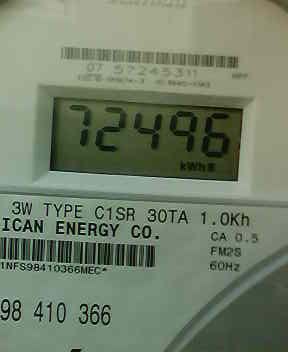 07 57245311
72496
kWh
3W TYPE C1SR 30TA 1.0Kh
ICAN ENERGY CO.
CA 0.5
FM2S
1NFS98410366MEC*
60Hz
98 410 366